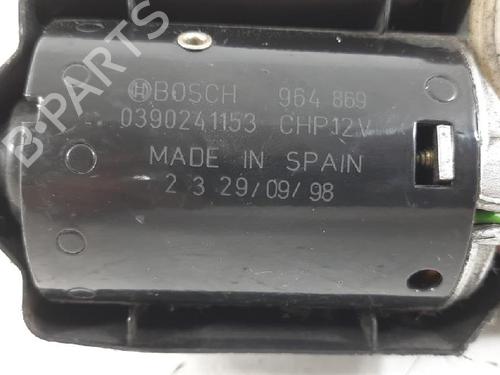 BOSCH 964 869
0390241153 CHP12V
MADE IN SPAIN
2 3 29/09/98
B-PARTS